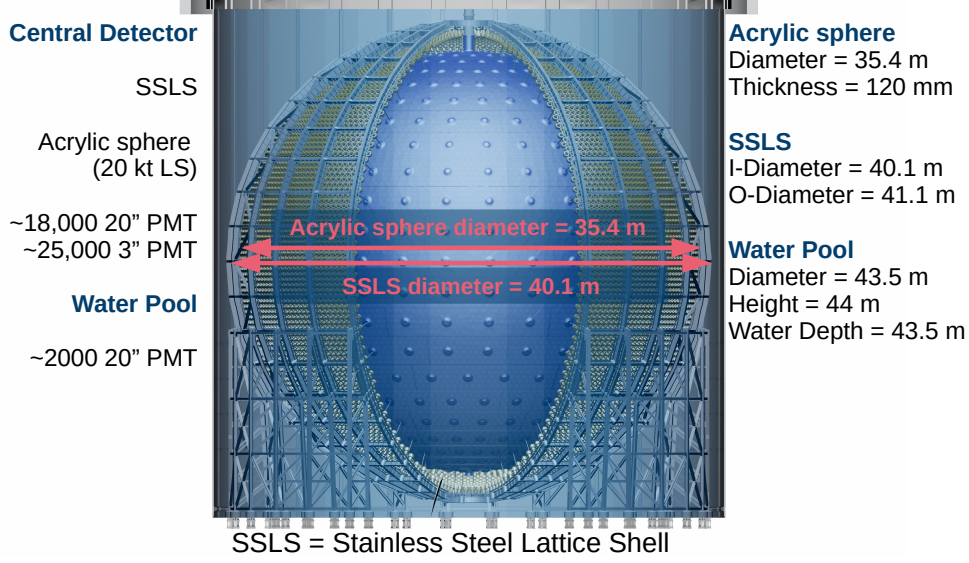 Central Detector
SSLS
Acrylic sphere
(20 kt LS)
~18,000 20” PMT
~25,000 3” PMT
Water Pool
~2000 20” PMT
Acrylic sphere diameter = 35.4 m
SSLS diameter = 40.1 m
Acrylic sphere
Diameter = 35.4 m
Thickness = 120 mm
SSLS
I-Diameter = 40.1 m
O-Diameter = 41.1 m
Water Pool
Diameter = 43.5 m
Height = 44 m
Water Depth = 43.5 m
SSLS = Stainless Steel Lattice Shell